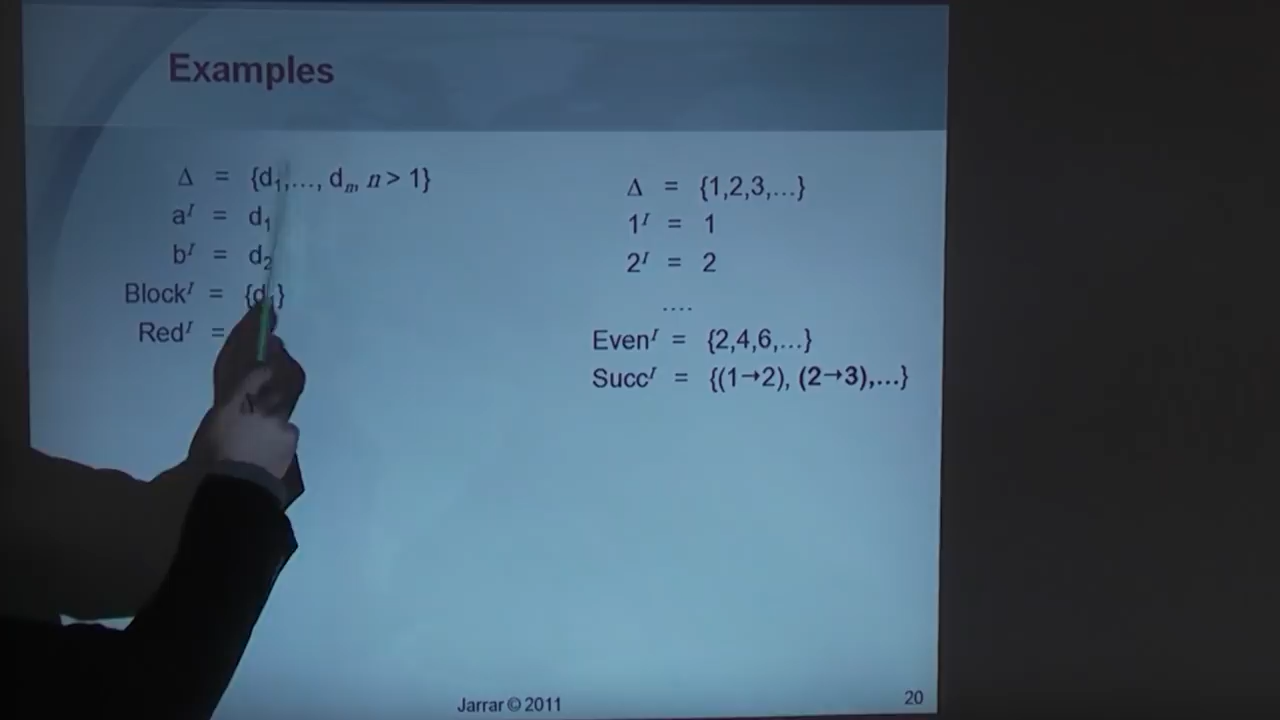 Examples
Δ = {d₁,..., dₙ, n > 1}
aᴵ = d₁
bᴵ = d₂
Blockᴵ = {d₁}
Redᴵ =
Δ = {1,2,3,...}
1ᴵ = 1
2ᴵ = 2
....
Evenᴵ = {2,4,6,...}
Succᴵ = {(1→2), (2→3),...}
Jarrar © 2011
20